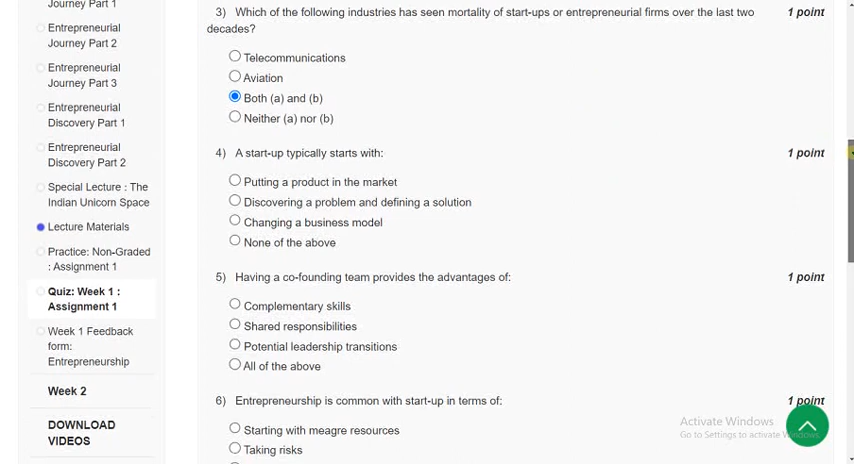 Journey Part 1
Entrepreneurial
Journey Part 2
Entrepreneurial
Journey Part 3
Entrepreneurial
Discovery Part 1
Entrepreneurial
Discovery Part 2
Special Lecture : The
Indian Unicorn Space
Lecture Materials
Practice: Non-Graded
: Assignment 1
Quiz: Week 1 :
Assignment 1
Week 1 Feedback
form:
Entrepreneurship
Week 2
DOWNLOAD
VIDEOS
3) Which of the following industries has seen mortality of start-ups or entrepreneurial firms over the last two 1 point
decades?
Telecommunications
Aviation
Both (a) and (b)
Neither (a) nor (b)
4) A start-up typically starts with: 1 point
Putting a product in the market
Discovering a problem and defining a solution
Changing a business model
None of the above
5) Having a co-founding team provides the advantages of: 1 point
Complementary skills
Shared responsibilities
Potential leadership transitions
All of the above
6) Entrepreneurship is common with start-up in terms of: 1 point
Starting with meagre resources
Taking risks
Activate Windows
Go to Settings to activate Windows.